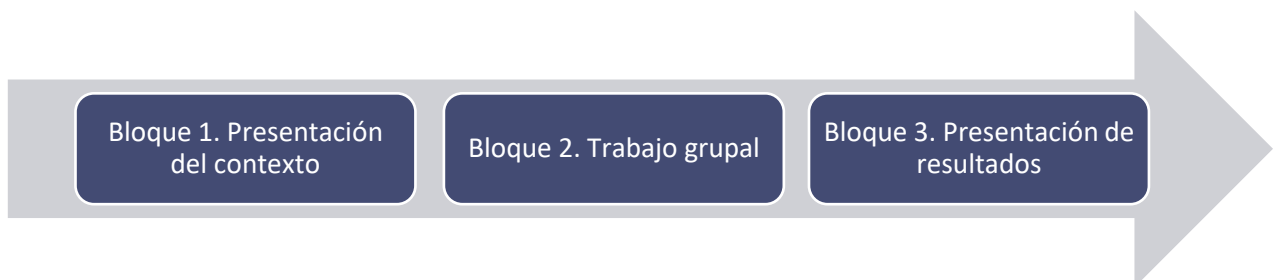 Bloque 1. Presentación
del contexto
Bloque 2. Trabajo grupal
Bloque 3. Presentación de
resultados